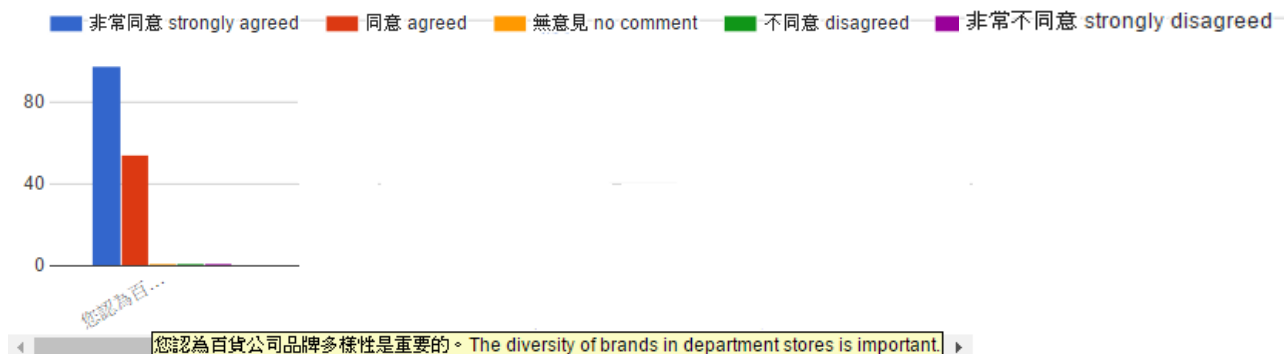 非常同意 strongly agreed 同意 agreed 無意見 no comment 不同意 disagreed 非常不同意 strongly disagreed
80
40
0
您認為百...
您認為百貨公司品牌多樣性是重要的。The diversity of brands in department stores is important.